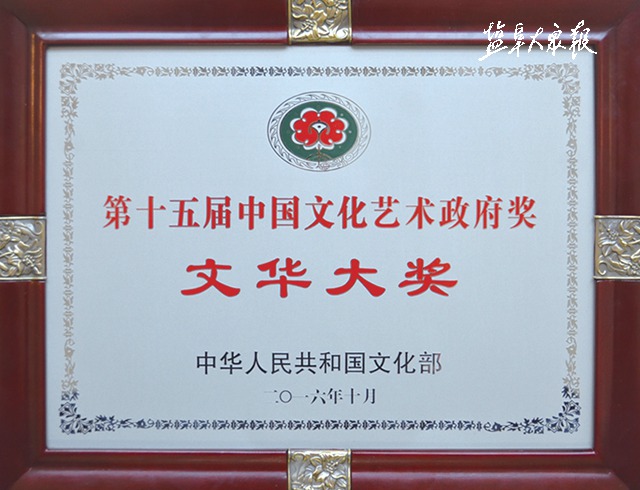 盐阜大众报
第十五届中国文化艺术政府奖
文华大奖
中华人民共和国文化部
二〇一六年十月